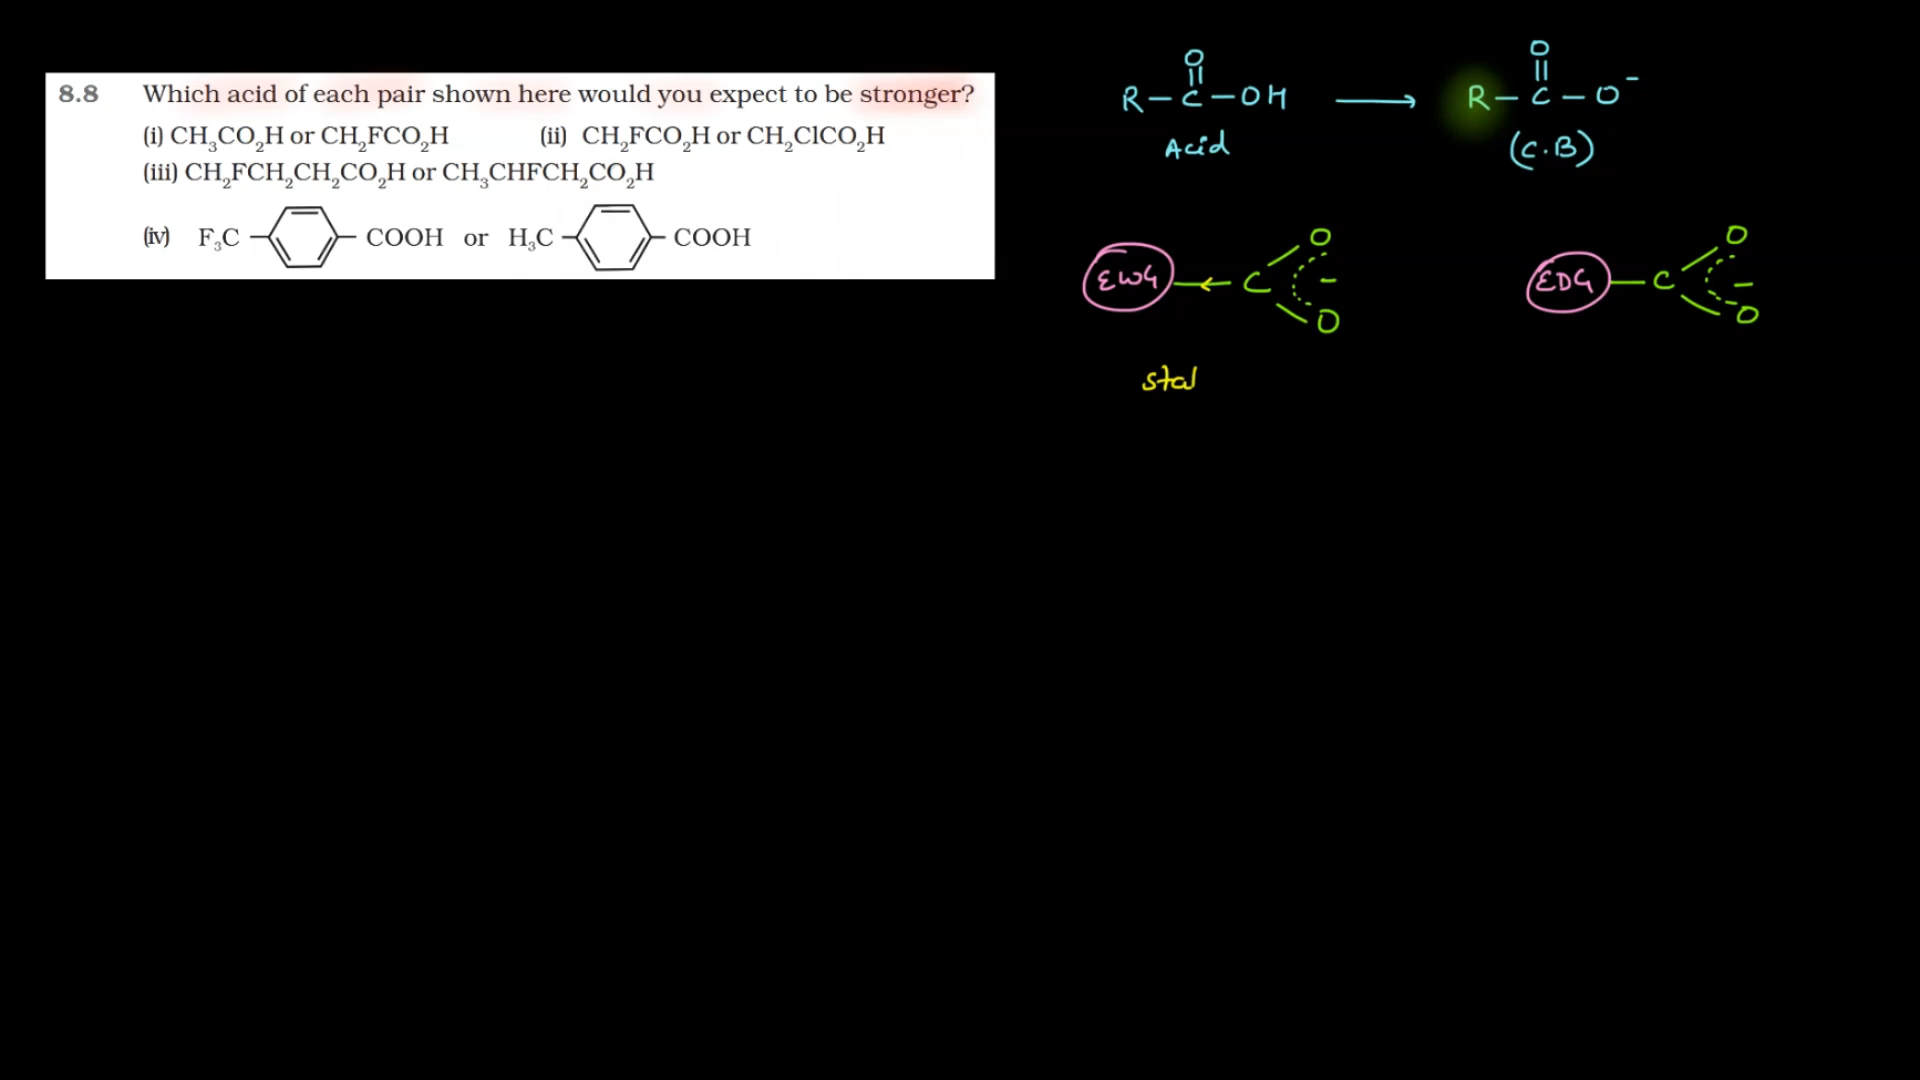 8.8 Which acid of each pair shown here would you expect to be stronger?
(i) CH₃CO₂H or CH₂FCO₂H (ii) CH₂FCO₂H or CH₂ClCO₂H
(iii) CH₂FCH₂CH₂CO₂H or CH₃CHFCH₂CO₂H
(iv) F₃C COOH or H₃C COOH
O
R-C-OH → R-C-O⁻
O
Acid (C.B)
EWG C O O -
EDG C O O -
stal